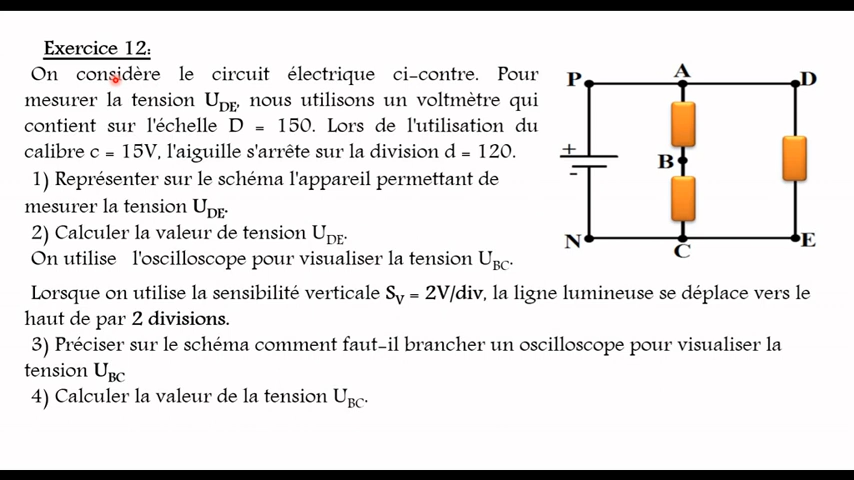 Exercice 12:
On considère le circuit électrique ci-contre. Pour
mesurer la tension U_DE, nous utilisons un voltmètre qui
contient sur l'échelle D = 150. Lors de l'utilisation du
calibre c = 15V, l'aiguille s'arrête sur la division d = 120.
1) Représenter sur le schéma l'appareil permettant de
mesurer la tension U_DE.
2) Calculer la valeur de tension U_DE.
On utilise l'oscilloscope pour visualiser la tension U_BC.
Lorsque on utilise la sensibilité verticale S_V = 2V/div, la ligne lumineuse se déplace vers le
haut de par 2 divisions.
3) Préciser sur le schéma comment faut-il brancher un oscilloscope pour visualiser la
tension U_BC
4) Calculer la valeur de la tension U_BC.
P A D
+
-
B
N C E